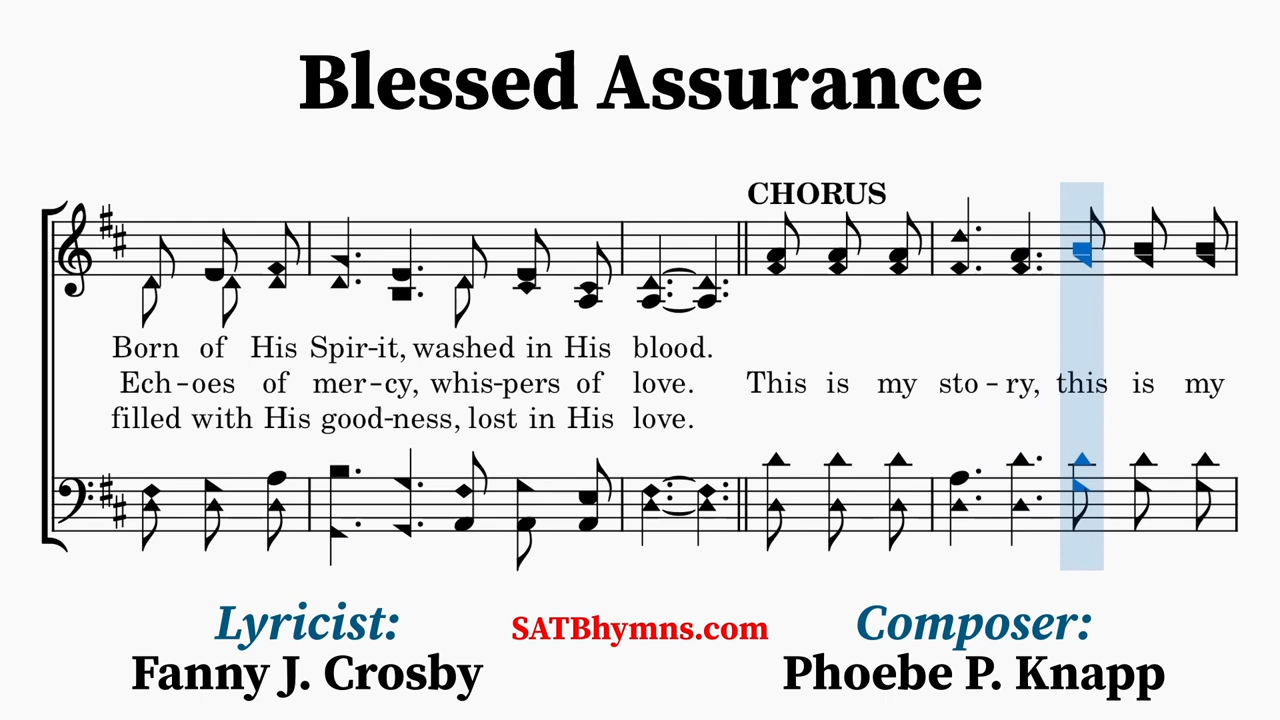 Blessed Assurance
CHORUS
Born of His Spir-it, washed in His blood.
Ech-oes of mer-cy, whis-pers of love. This is my sto-ry, this is my
filled with His good-ness, lost in His love.
Lyricist: SATBhymns.com Composer:
Fanny J. Crosby Phoebe P. Knapp